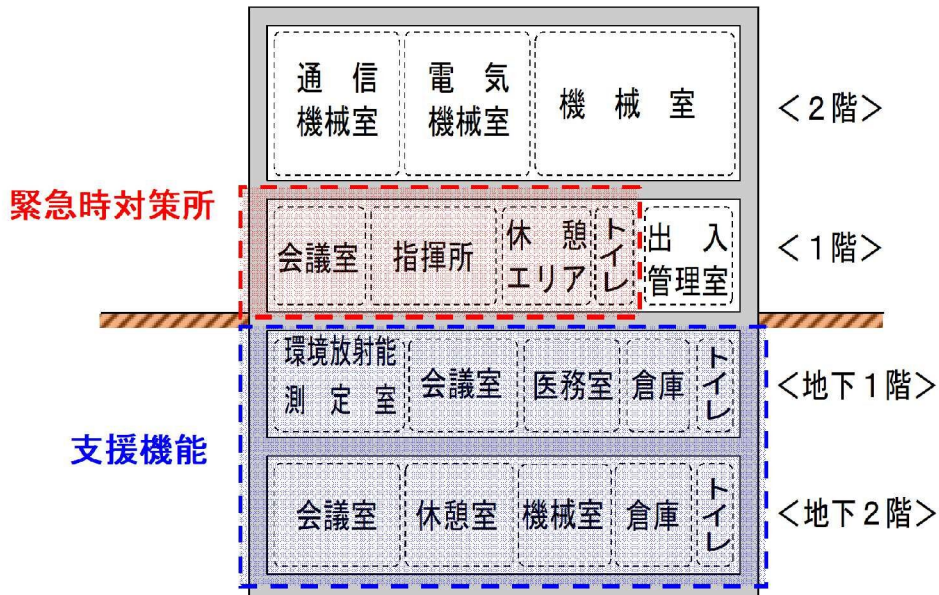 通信
機械室
電気
機械室
機械室
＜２階＞
緊急時対策所
会議室
指揮所
休憩
エリア
トイレ
出入
管理室
＜１階＞
支援機能
環境放射能
測定室
会議室
医務室
倉庫
トイレ
＜地下１階＞
会議室
休憩室
機械室
倉庫
トイレ
＜地下２階＞